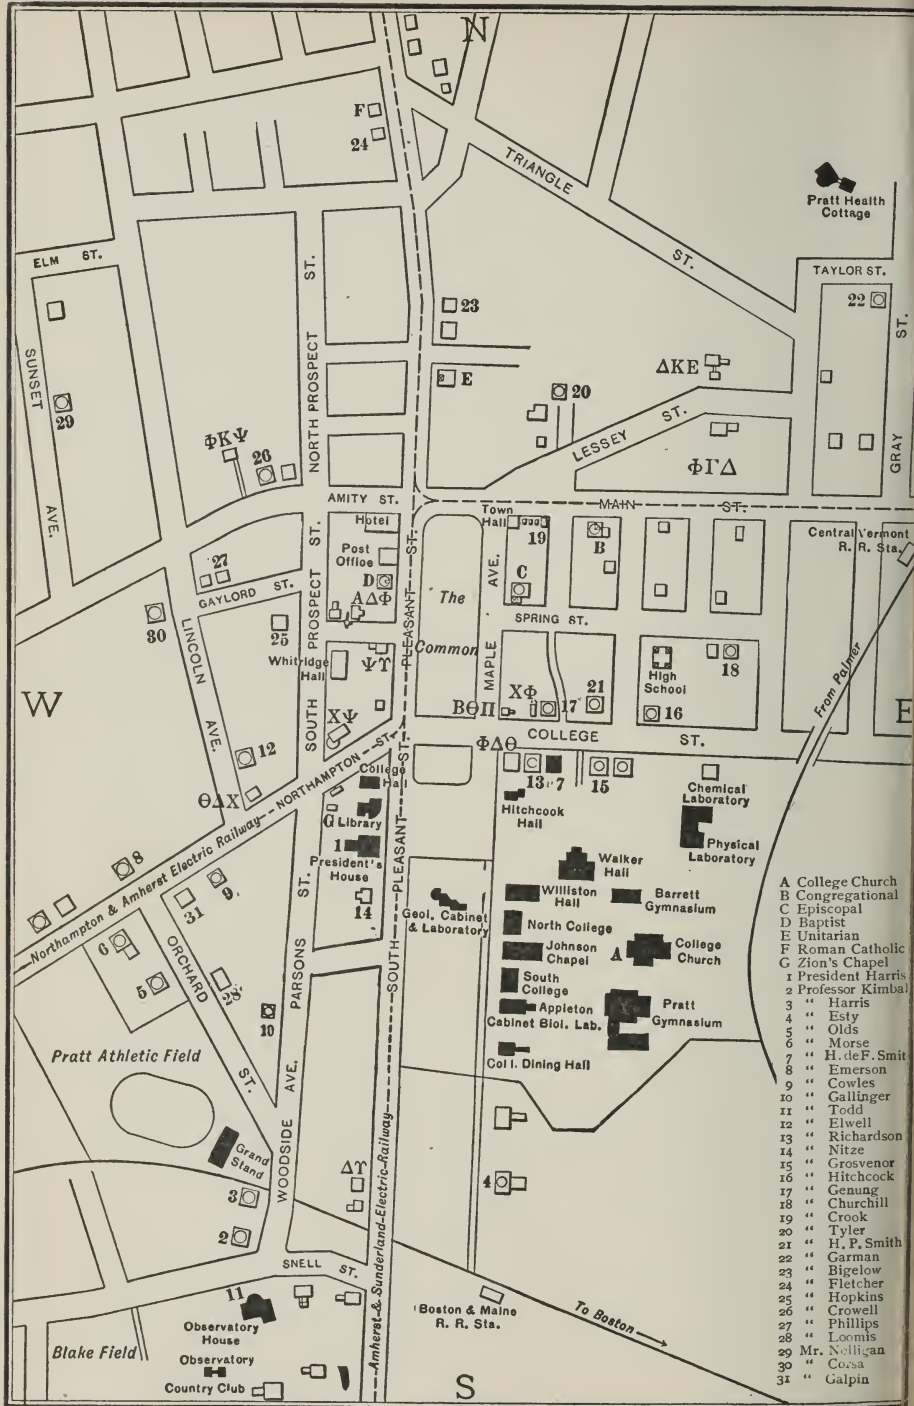 N
F
24
TRIANGLE ST.
Pratt Health
Cottage
ELM ST.
TAYLOR ST.
22
GRAY ST.
NORTH PROSPECT ST.
23
SUNSET AVE.
29
E
ΔKE
20
LESSEY ST.
ΦΚΨ
26
ΦΓΔ
AMITY ST.
MAIN ST.
Hotel
Town
Hall
19
B
Central Vermont
R. R. Sta.
Post
Office
D
ΑΔΦ
27
GAYLORD ST.
The
Common
MAPLE AVE.
C
SPRING ST.
30
LINCOLN AVE.
25
SOUTH PROSPECT ST.
Whitridge
Hall
ΨΥ
PLEASANT ST.
High
School
18
From Palmer
W
E
ΧΨ
ΒΘΠ
ΧΦ
17
21
16
COLLEGE ST.
12
ΘΔΧ
NORTHAMPTON ST.
ΦΔΘ
13
7
15
College
Hall
G Library
Hitchcock
Hall
Chemical
Laboratory
Physical
Laboratory
1
President's
House
Northampton & Amherst Electric Railway
8
9
31
14
SOUTH PLEASANT ST.
Geol. Cabinet
& Laboratory
Walker
Hall
Williston
Hall
Barrett
Gymnasium
North College
Johnson
Chapel
A
College
Church
South
College
Appleton
Cabinet Biol. Lab.
Pratt
Gymnasium
Coll. Dining Hall
6
5
ORCHARD ST.
28
10
PARSONS ST.
Pratt Athletic Field
Grand
Stand
WOODSIDE AVE.
ΔΥ
3
2
4
Amherst & Sunderland Electric Railway
SNELL ST.
11
Observatory
House
Boston & Maine
R. R. Sta.
To Boston
Blake Field
Observatory
Country Club
S
A College Church
B Congregational
C Episcopal
D Baptist
E Unitarian
F Roman Catholic
G Zion's Chapel
1 President Harris
2 Professor Kimbal
3 " Harris
4 " Esty
5 " Olds
6 " Morse
7 " H. de F. Smit
8 " Emerson
9 " Cowles
10 " Gallinger
11 " Todd
12 " Elwell
13 " Richardson
14 " Nitze
15 " Grosvenor
16 " Hitchcock
17 " Genung
18 " Churchill
19 " Crook
20 " Tyler
21 " H. P. Smith
22 " Garman
23 " Bigelow
24 " Fletcher
25 " Hopkins
26 " Crowell
27 " Phillips
28 " Loomis
29 Mr. Nelligan
30 " Corsa
31 " Galpin